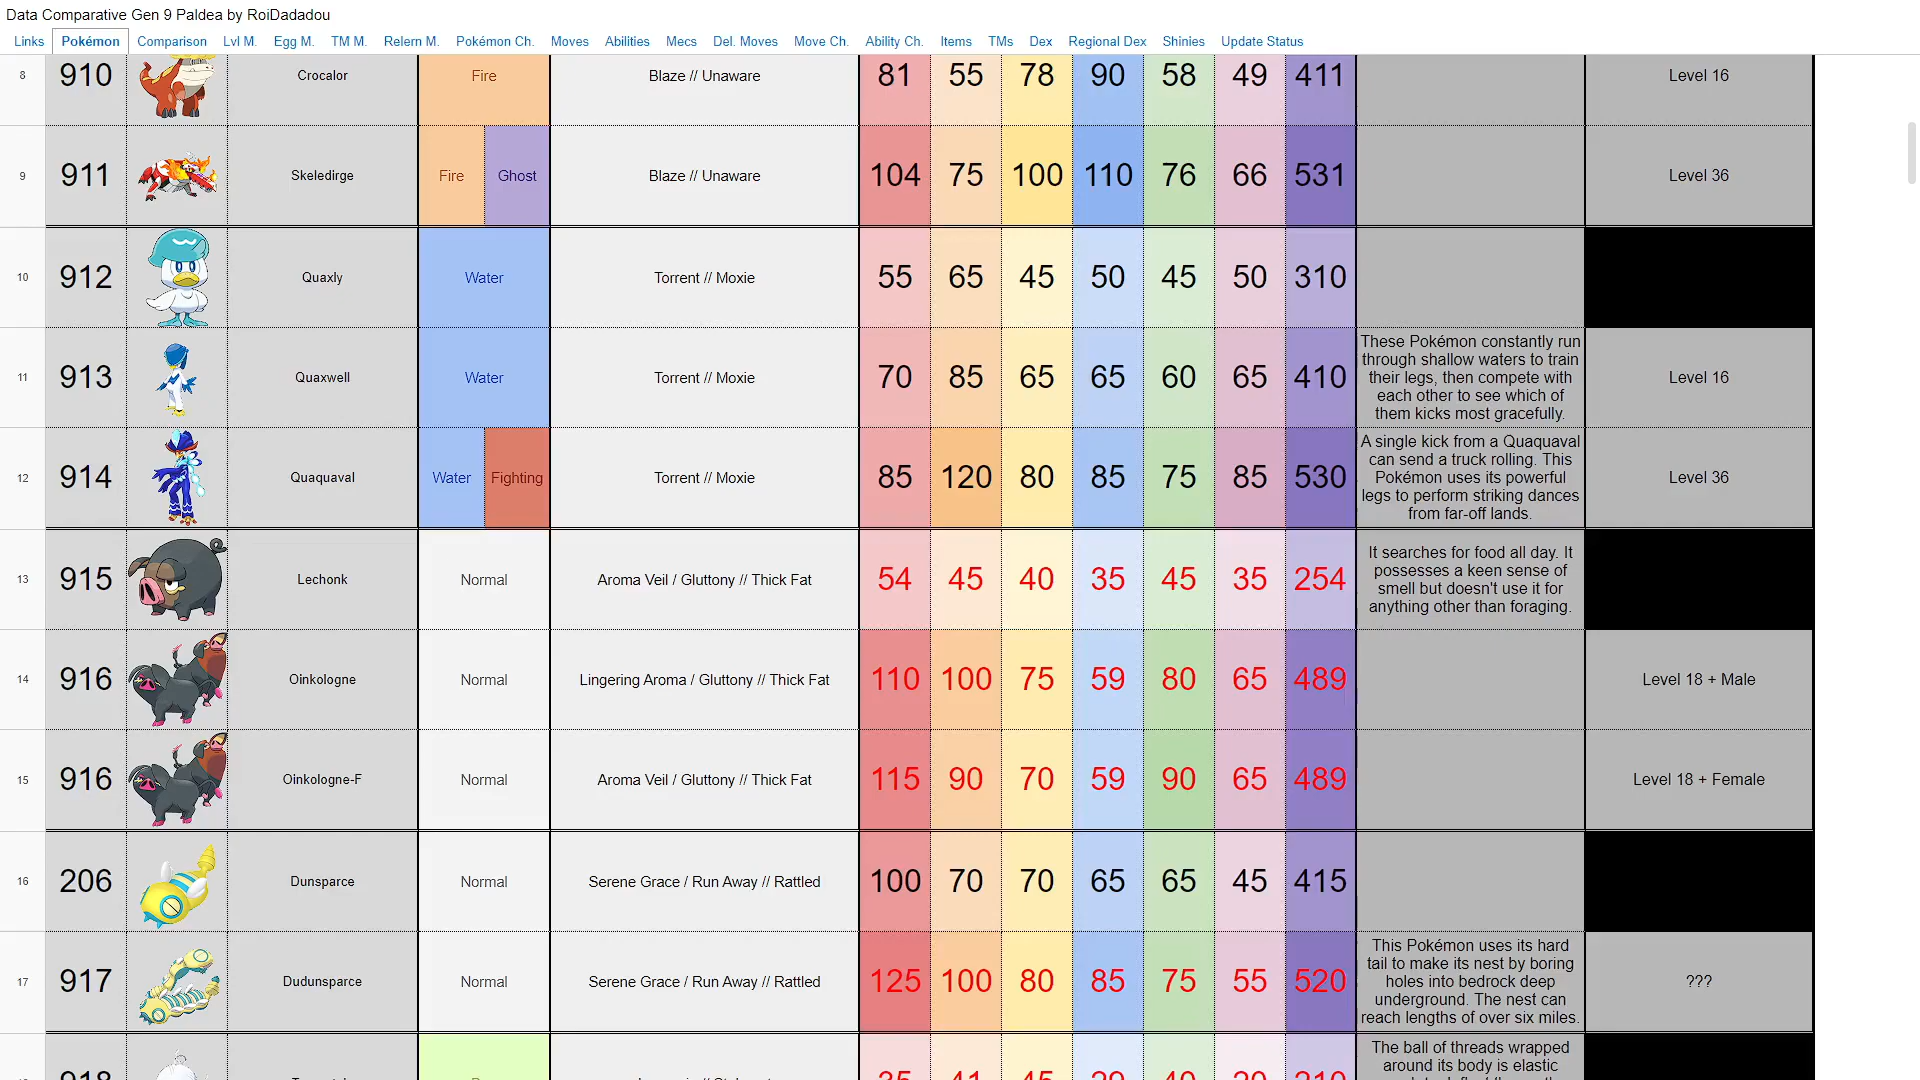 Data Comparative Gen 9 Paldea by RoiDadadou
Links Pokémon Comparison Lvl M. Egg M. TM M. Relern M. Pokémon Ch. Moves Abilities Mecs Del. Moves Move Ch. Ability Ch. Items TMs Dex Regional Dex Shinies Update Status
8 910 Crocalor Fire Blaze // Unaware 81 55 78 90 58 49 411 Level 16
9 911 Skeledirge Fire Ghost Blaze // Unaware 104 75 100 110 76 66 531 Level 36
10 912 Quaxly Water Torrent // Moxie 55 65 45 50 45 50 310
11 913 Quaxwell Water Torrent // Moxie 70 85 65 65 60 65 410
These Pokémon constantly run
through shallow waters to train
their legs, then compete with
each other to see which of
them kicks most gracefully.
Level 16
12 914 Quaquaval Water Fighting Torrent // Moxie 85 120 80 85 75 85 530
A single kick from a Quaquaval
can send a truck rolling. This
Pokémon uses its powerful
legs to perform striking dances
from far-off lands.
Level 36
13 915 Lechonk Normal Aroma Veil / Gluttony // Thick Fat 54 45 40 35 45 35 254
It searches for food all day. It
possesses a keen sense of
smell but doesn't use it for
anything other than foraging.
14 916 Oinkologne Normal Lingering Aroma / Gluttony // Thick Fat 110 100 75 59 80 65 489 Level 18 + Male
15 916 Oinkologne-F Normal Aroma Veil / Gluttony // Thick Fat 115 90 70 59 90 65 489 Level 18 + Female
16 206 Dunsparce Normal Serene Grace / Run Away // Rattled 100 70 70 65 65 45 415
17 917 Dudunsparce Normal Serene Grace / Run Away // Rattled 125 100 80 85 75 55 520
This Pokémon uses its hard
tail to make its nest by boring
holes into bedrock deep
underground. The nest can
reach lengths of over six miles.
???
918 35 41 45 29 40 20 210
The ball of threads wrapped
around its body is elastic